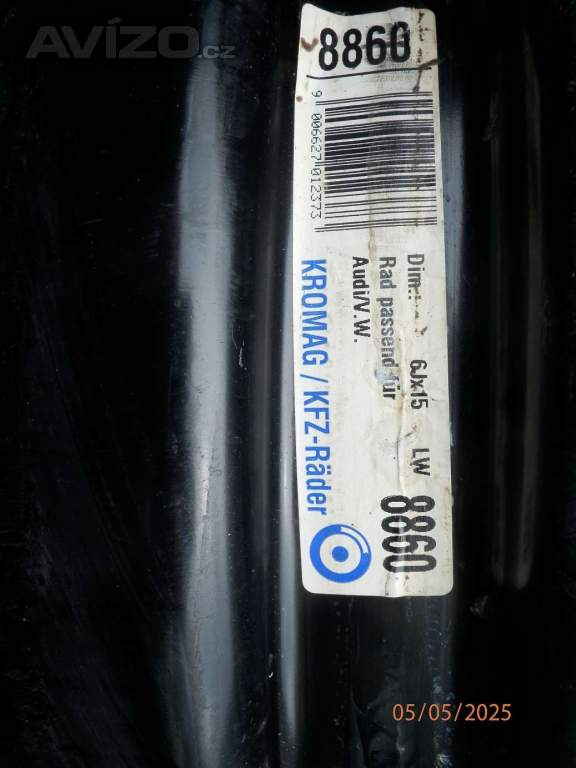 AVÍZO.cz
8860
9 006627 012373
Dim.: 6Jx15 LW
Rad passend für
Audi/V.W.
8860
KROMAG / KFZ-Räder
05/05/2025